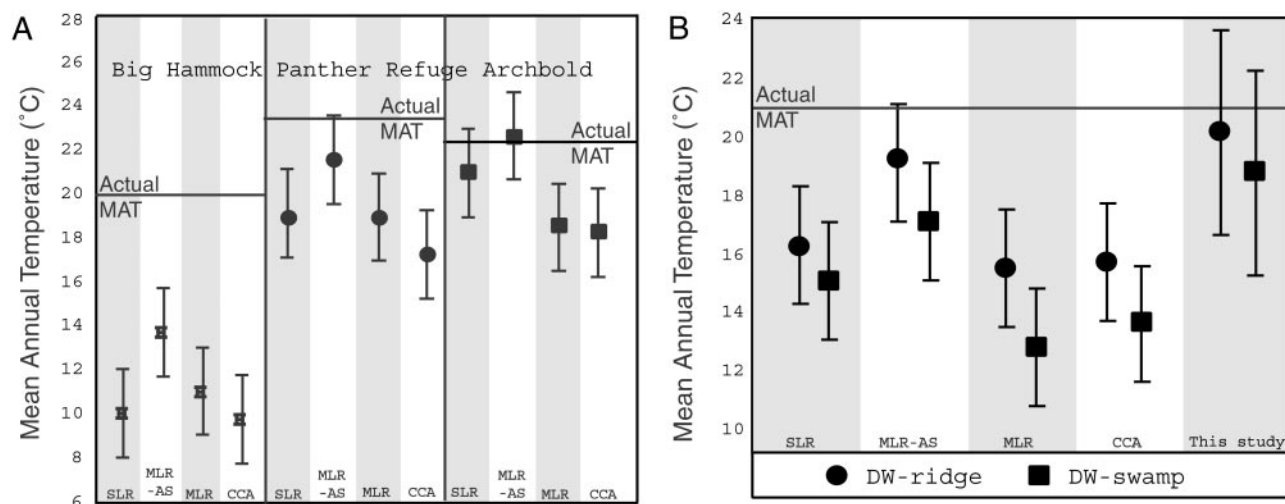 A
Mean Annual Temperature (˚C)
28
26
24
22
20
18
16
14
12
10
8
6
Big Hammock Panther Refuge Archbold
Actual
MAT
Actual
MAT
Actual
MAT
SLR
MLR
-AS
MLR
CCA
SLR
MLR
-AS
MLR
CCA
SLR
MLR
-AS
MLR
CCA
B
Mean Annual Temperature (˚C)
24
22
20
18
16
14
12
10
Actual
MAT
SLR MLR-AS MLR CCA This study
DW-ridge DW-swamp